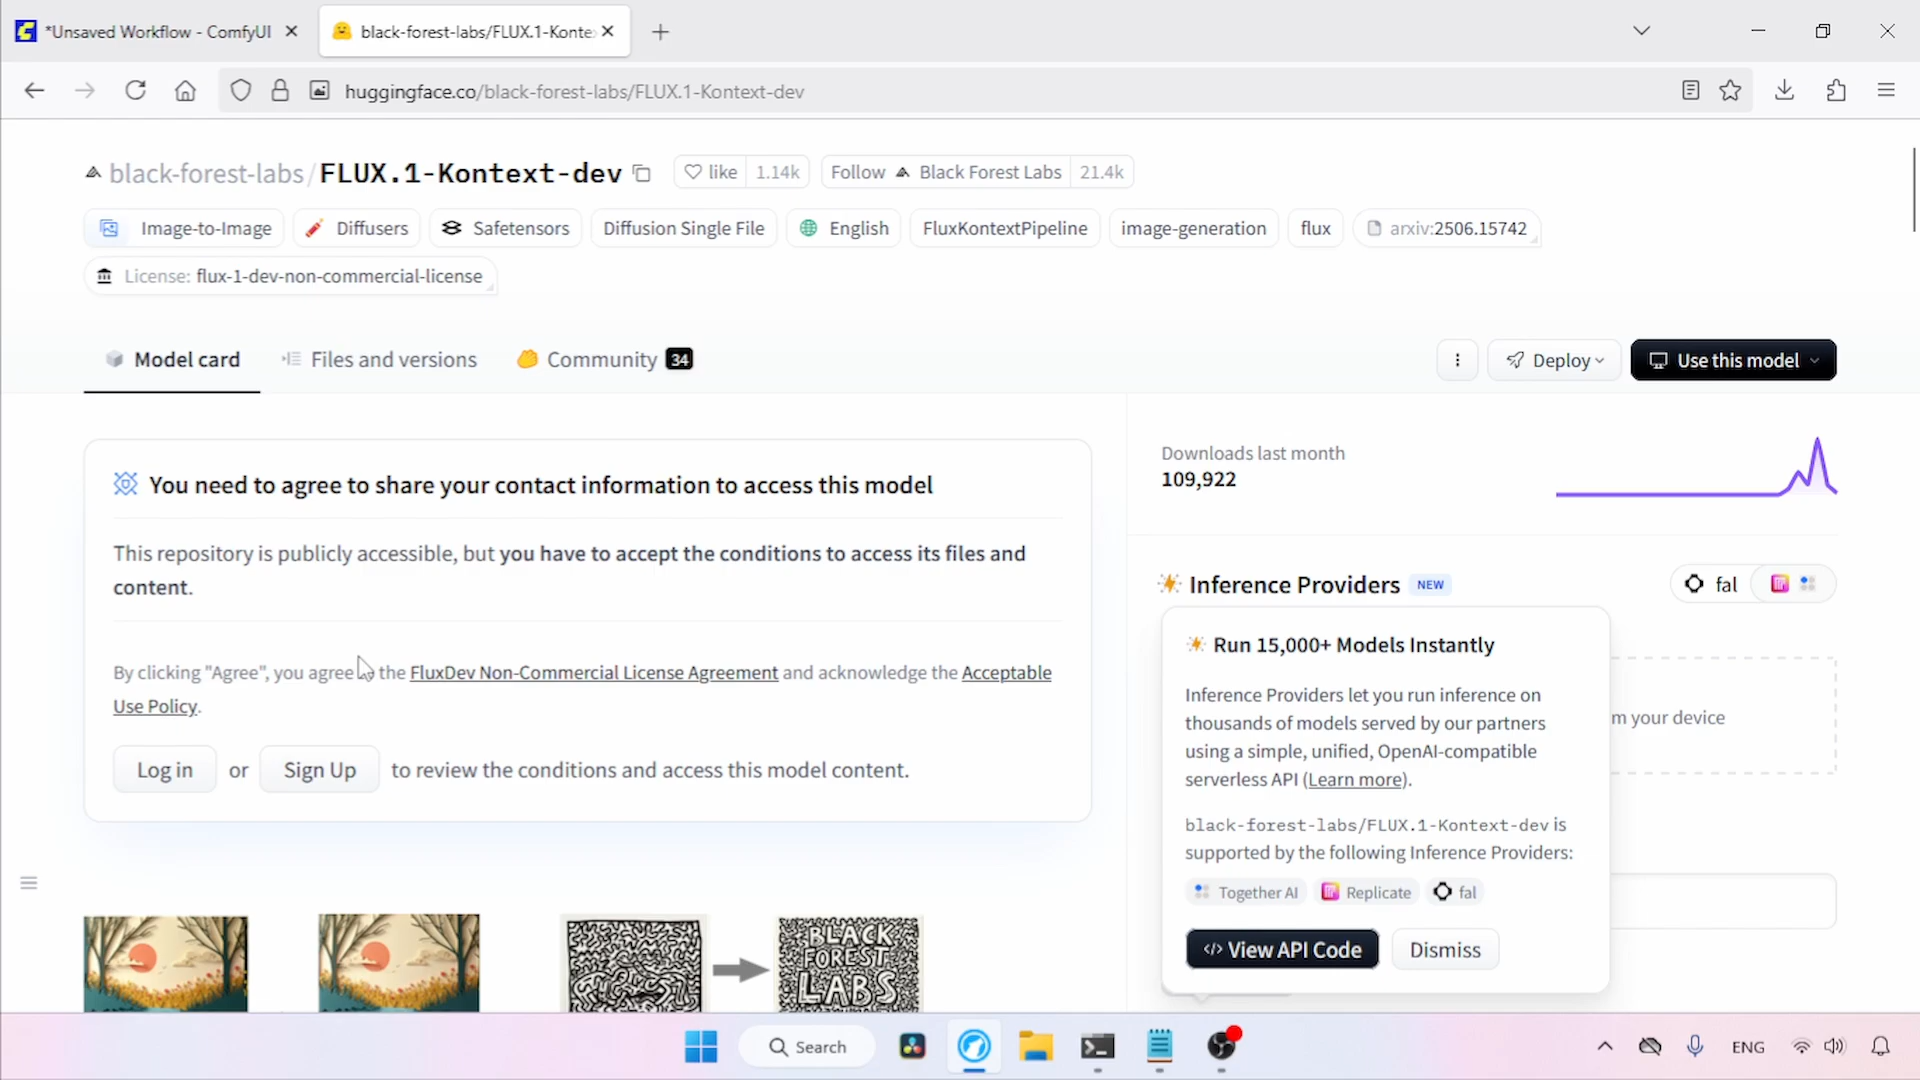 *Unsaved Workflow - ComfyUI
black-forest-labs/FLUX.1-Konte
huggingface.co/black-forest-labs/FLUX.1-Kontext-dev
black-forest-labs/FLUX.1-Kontext-dev like 1.14k Follow Black Forest Labs 21.4k
Image-to-Image Diffusers Safetensors Diffusion Single File English FluxKontextPipeline image-generation flux arxiv:2506.15742
License: flux-1-dev-non-commercial-license
Model card Files and versions Community 34 Deploy Use this model
You need to agree to share your contact information to access this model
This repository is publicly accessible, but you have to accept the conditions to access its files and
content.
By clicking "Agree", you agree the FluxDev Non-Commercial License Agreement and acknowledge the Acceptable
Use Policy.
Log in or Sign Up to review the conditions and access this model content.
BLACK
FOREST
LABS
Downloads last month
109,922
Inference Providers NEW fal
Run 15,000+ Models Instantly
Inference Providers let you run inference on
thousands of models served by our partners
using a simple, unified, OpenAI-compatible
serverless API (Learn more).
m your device
black-forest-labs/FLUX.1-Kontext-dev is
supported by the following Inference Providers:
Together AI Replicate fal
</> View API Code Dismiss
Search
ENG